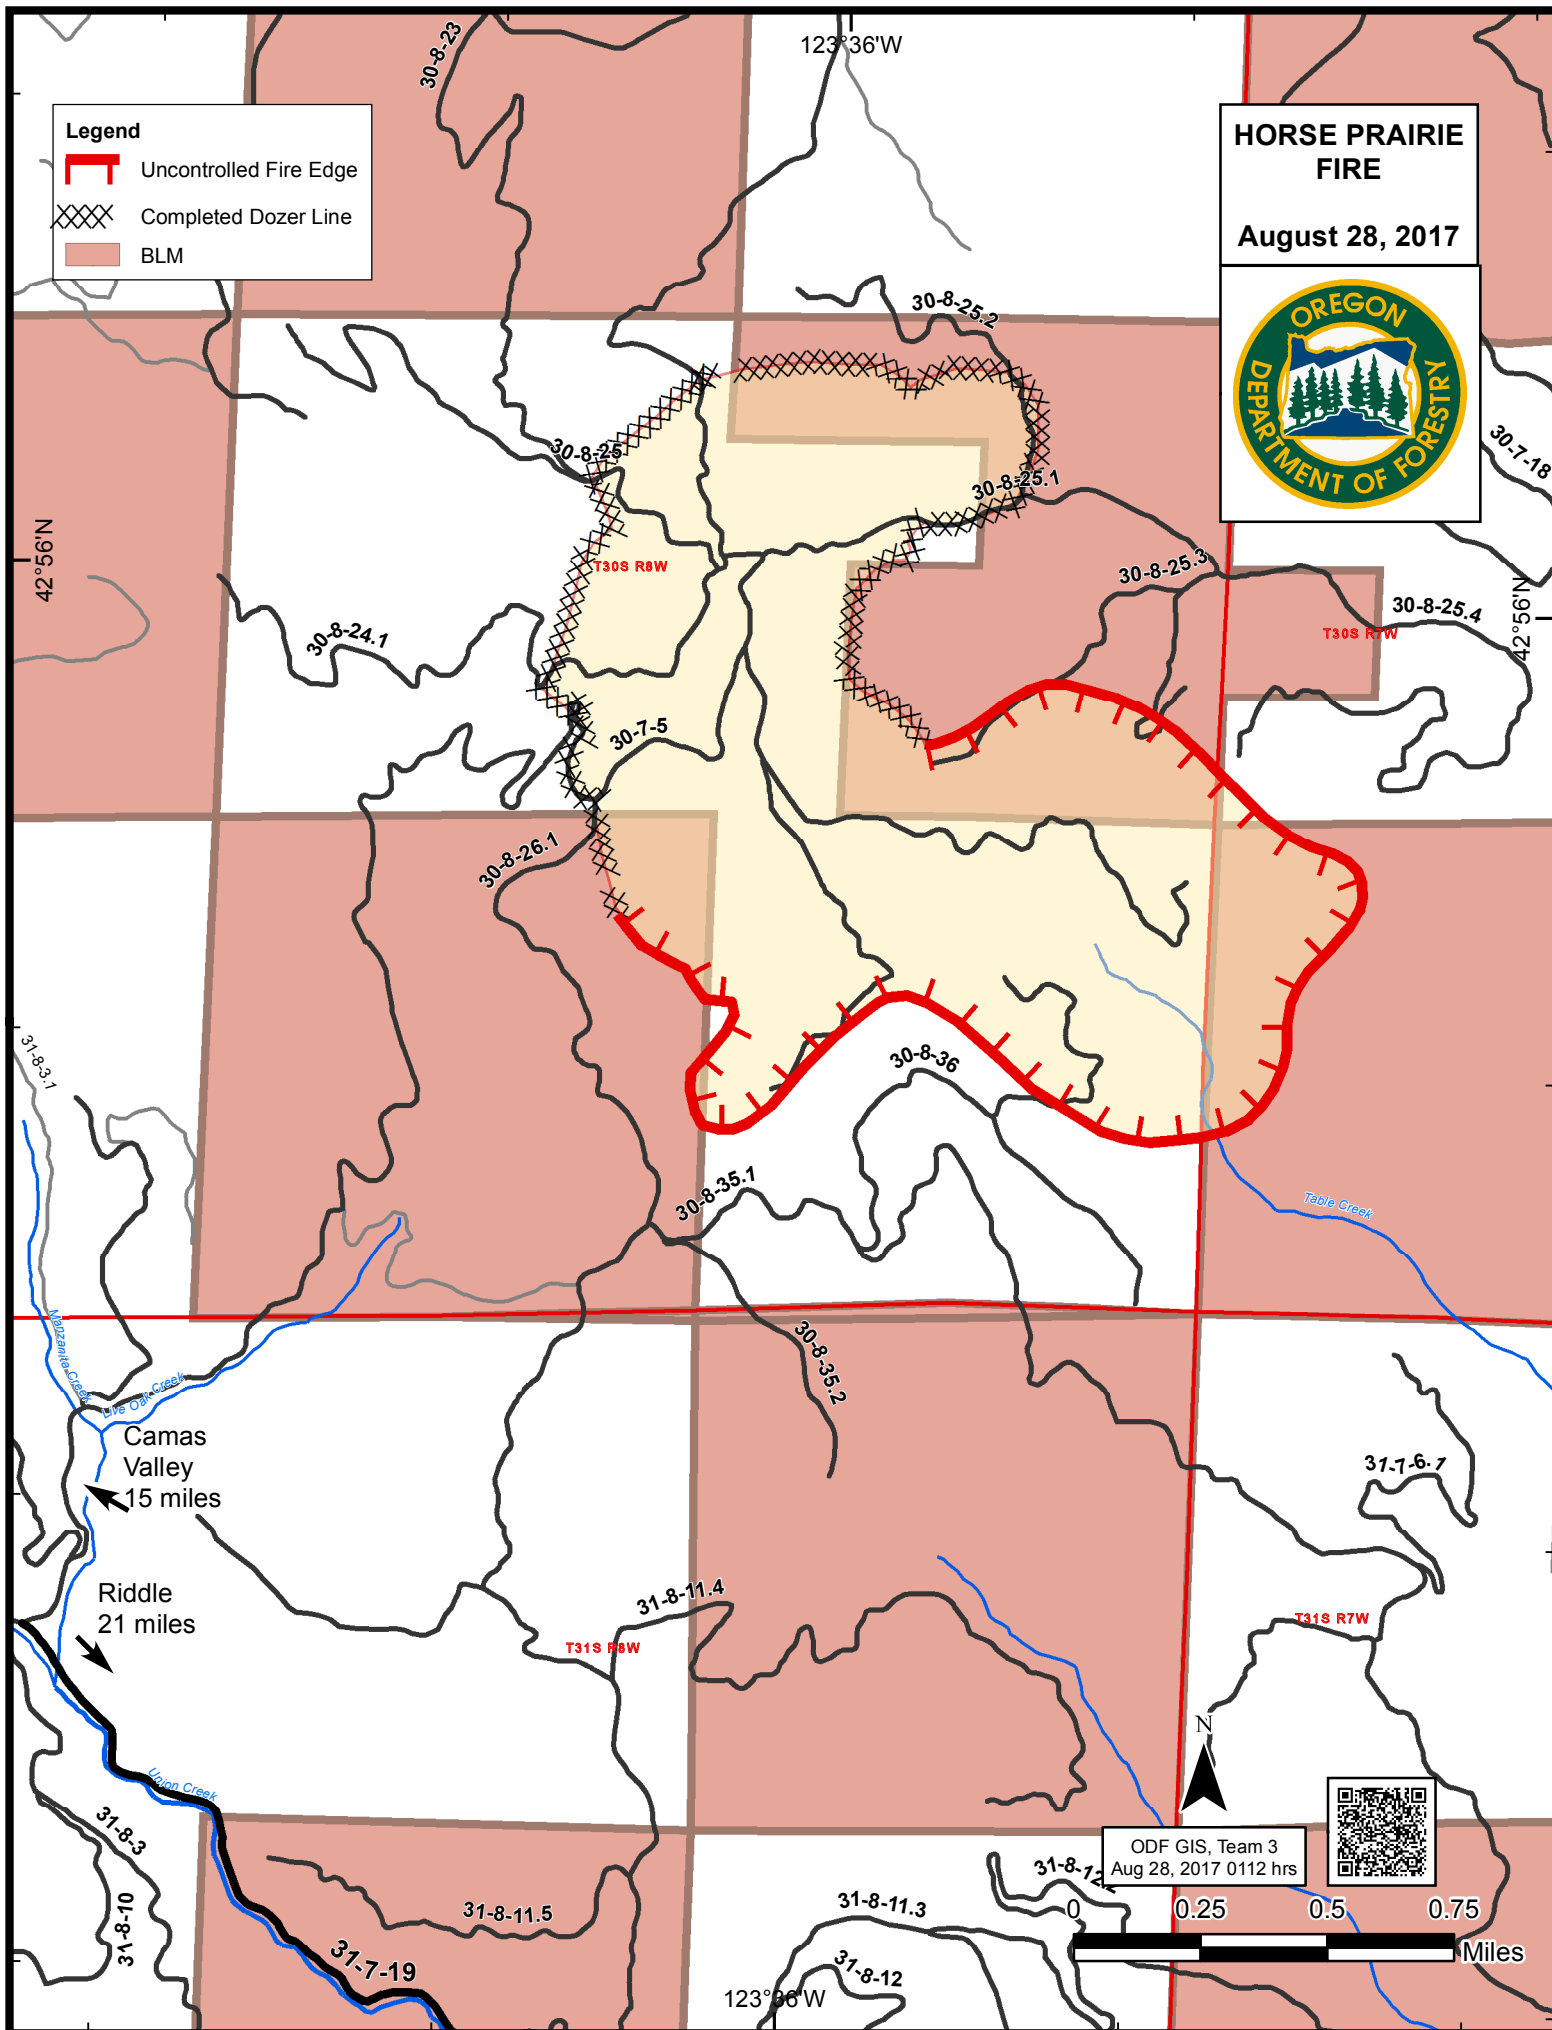 30-8-23
123°36'W
Legend
Uncontrolled Fire Edge
Completed Dozer Line
BLM
HORSE PRAIRIE
FIRE
August 28, 2017
OREGON
DEPARTMENT OF FORESTRY
30-8-25.2
30-7-18
30-8-25
30-8-25.1
42°56'N
T30S R8W
30-8-25.3
30-8-25.4
42°56'N
T30S R7W
30-8-24.1
30-7-5
30-8-26.1
31-8-3.1
30-8-36
30-8-35.1
Table Creek
Manzanita Creek
30-8-35.2
Live Oak Creek
Camas
Valley
15 miles
31-7-6.1
Riddle
21 miles
31-8-11.4
T31S R8W
T31S R7W
N
Union Creek
31-8-3
ODF GIS, Team 3
Aug 28, 2017 0112 hrs
31-8-12.2
31-8-10
31-8-11.5
31-8-11.3
0 0.25 0.5 0.75
Miles
31-7-19
31-8-12
123°36'W